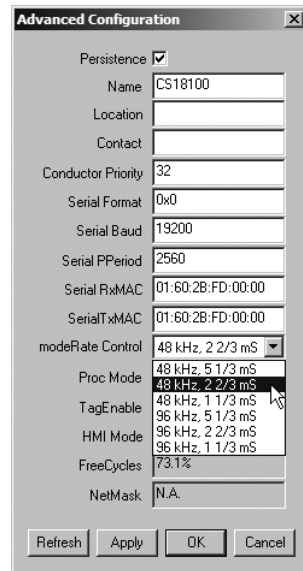 Advanced Configuration
Persistence
Name CS18100
Location
Contact
Conductor Priority 32
Serial Format 0x0
Serial Baud 19200
Serial PPeriod 2560
Serial RxMAC 01:60:2B:FD:00:00
SerialTxMAC 01:60:2B:FD:00:00
modeRate Control 48 kHz, 2 2/3 mS
Proc Mode 48 kHz, 5 1/3 mS
48 kHz, 2 2/3 mS
TagEnable 48 kHz, 1 1/3 mS
96 kHz, 5 1/3 mS
HMI Mode 96 kHz, 2 2/3 mS
96 kHz, 1 1/3 mS
FreeCycles 73.1%
NetMask N.A.
Refresh Apply OK Cancel